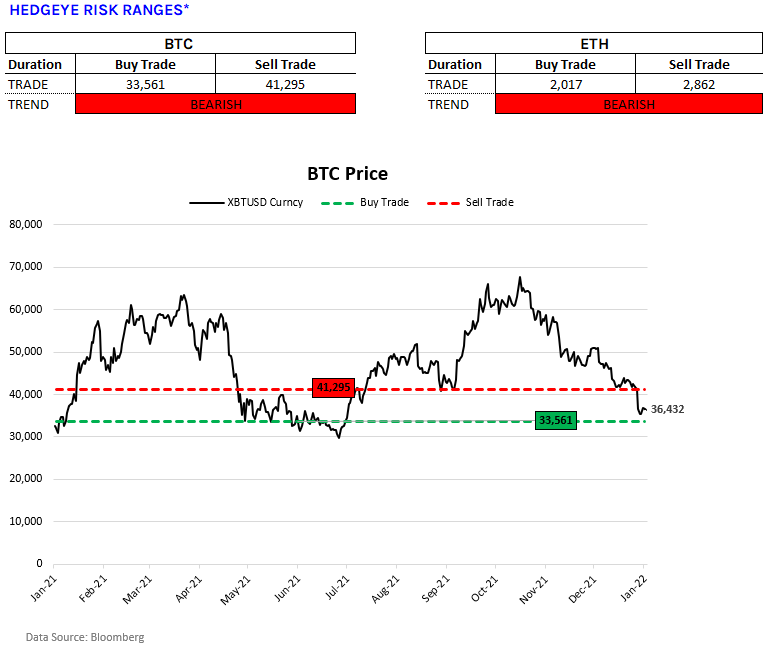 HEDGEYE RISK RANGES*
BTC
Duration Buy Trade Sell Trade
TRADE 33,561 41,295
TREND BEARISH
ETH
Duration Buy Trade Sell Trade
TRADE 2,017 2,862
TREND BEARISH
BTC Price
XBTUSD Curncy Buy Trade Sell Trade
80,000
70,000
60,000
50,000
40,000
30,000
20,000
10,000
0
41,295
36,432
33,561
Jan-21 Feb-21 Mar-21 Apr-21 May-21 Jun-21 Jul-21 Aug-21 Sep-21 Oct-21 Nov-21 Dec-21 Jan-22
Data Source: Bloomberg